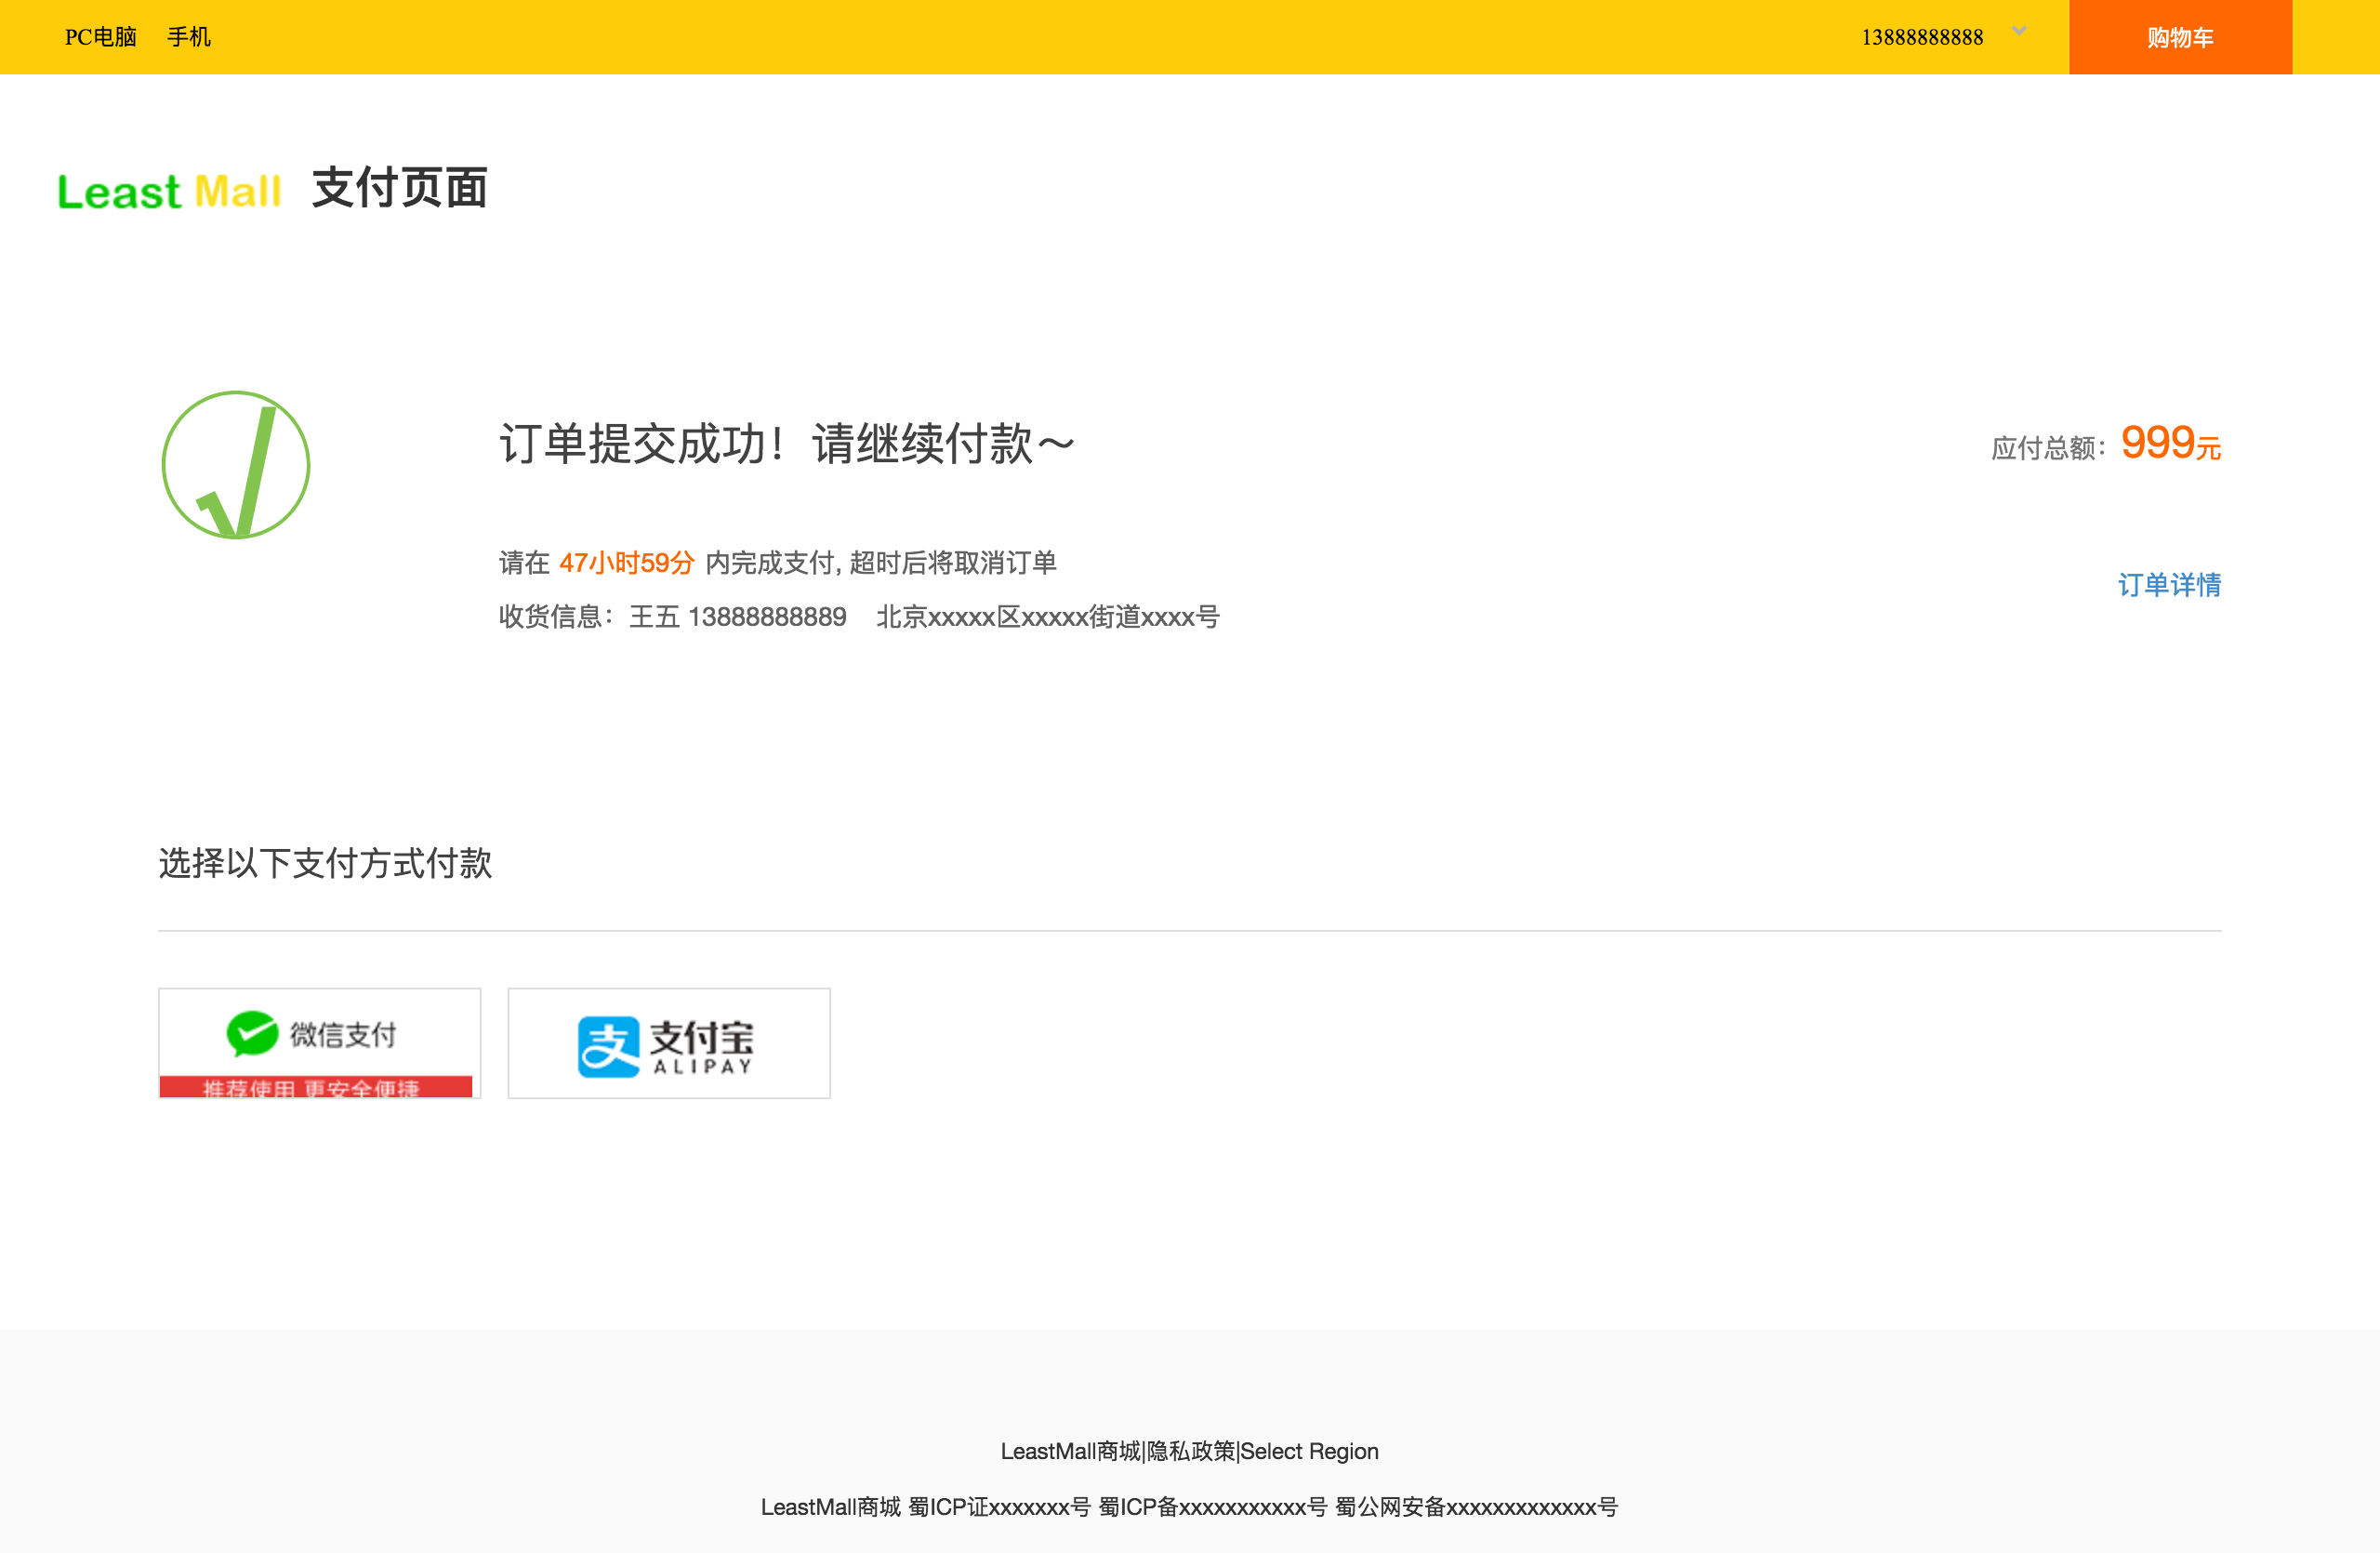 PC电脑 手机 13888888888 购物车
Least Mall 支付页面
订单提交成功！请继续付款～ 应付总额：999元
请在 47小时59分 内完成支付, 超时后将取消订单
订单详情
收货信息：王五 13888888889 北京xxxxx区xxxxx街道xxxx号
选择以下支付方式付款
微信支付 支付宝
ALIPAY
推荐使用 更安全便捷
LeastMall商城|隐私政策|Select Region
LeastMall商城 蜀ICP证xxxxxxx号 蜀ICP备xxxxxxxxxxx号 蜀公网安备xxxxxxxxxxxxx号